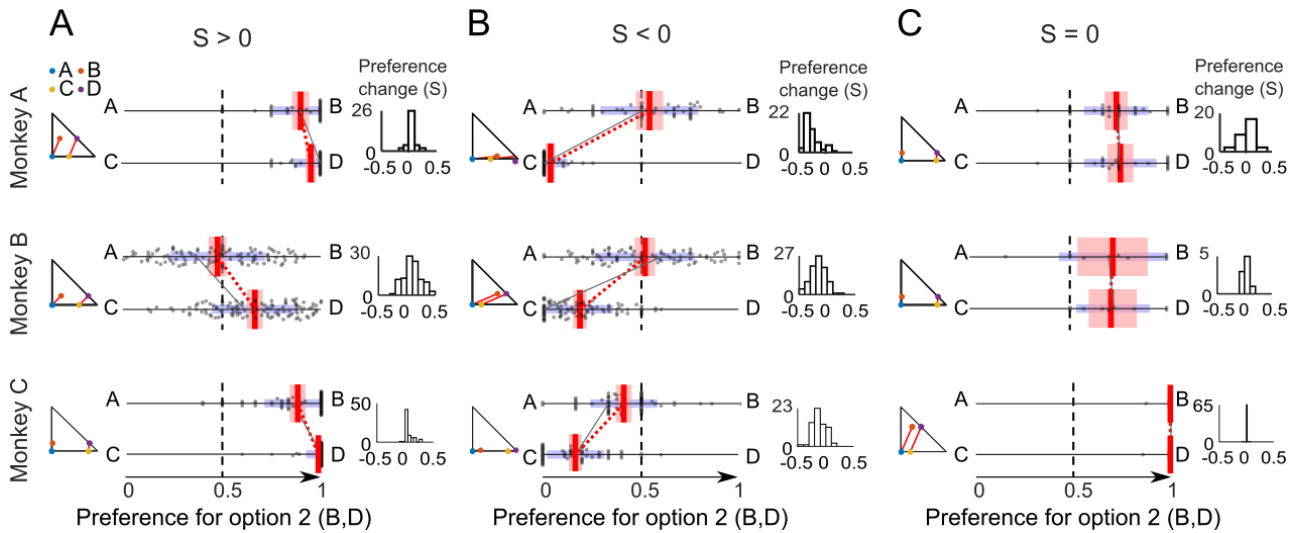 A B C
S > 0 S < 0 S = 0
A B
C D
Monkey A
A B Preference change (S) 26 0 -0.5 0 0.5
C D
A B Preference change (S) 22 0 -0.5 0 0.5
C D
A B Preference change (S) 20 0 -0.5 0 0.5
C D
Monkey B
A B 30 0 -0.5 0 0.5
C D
A B 27 0 -0.5 0 0.5
C D
A B 5 0 -0.5 0 0.5
C D
Monkey C
A B 50 0 -0.5 0 0.5
C D
A B 23 0 -0.5 0 0.5
C D
A B 65 0 -0.5 0 0.5
C D
0 0.5 1 0 0.5 1 0 0.5 1
Preference for option 2 (B,D) Preference for option 2 (B,D) Preference for option 2 (B,D)